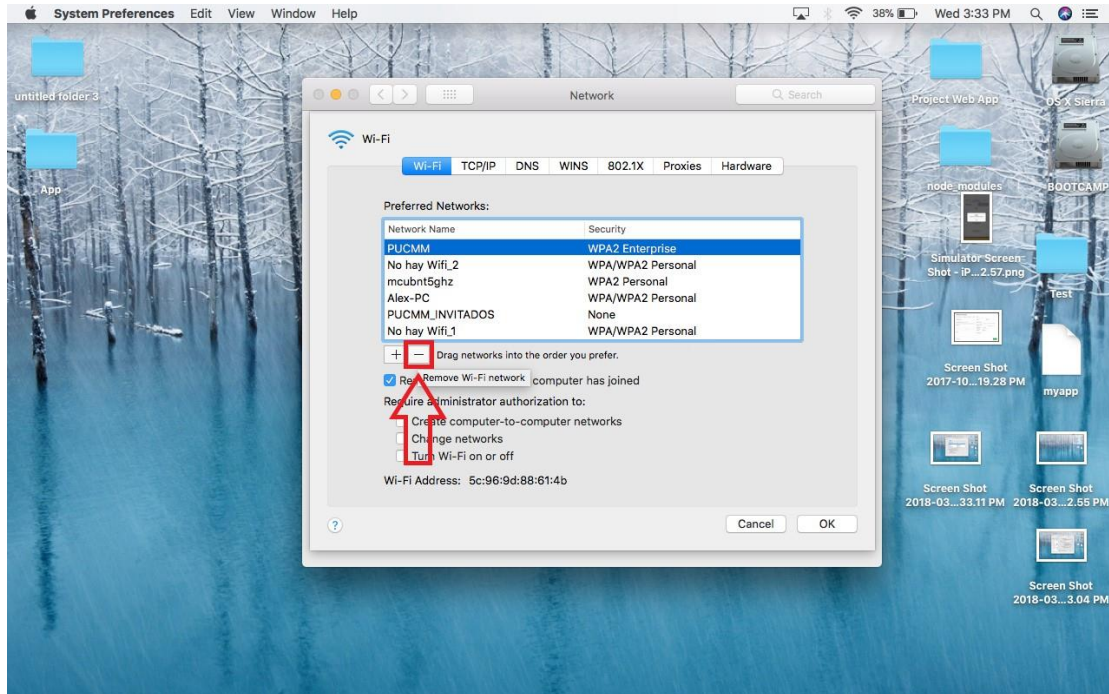 System Preferences Edit View Window Help
38% Wed 3:33 PM
untitled folder 3
App
Network
Search
Wi-Fi
Wi-Fi TCP/IP DNS WINS 802.1X Proxies Hardware
Preferred Networks:
Network Name Security
PUCMM WPA2 Enterprise
No hay Wifi_2 WPA/WPA2 Personal
mcubnt5ghz WPA2 Personal
Alex-PC WPA/WPA2 Personal
PUCMM_INVITADOS None
No hay Wifi_1 WPA/WPA2 Personal
+ − Drag networks into the order you prefer.
Remove Wi-Fi network
computer has joined
Require administrator authorization to:
Create computer-to-computer networks
Change networks
Turn Wi-Fi on or off
Wi-Fi Address: 5c:96:9d:88:61:4b
? Cancel OK
Project Web App
OS X Sierra
node_modules
BOOTCAMP
Simulator Screen
Shot - iP...2.57.png
Test
Screen Shot
2017-10...19.28 PM
myapp
Screen Shot
2018-03...33.11 PM
Screen Shot
2018-03...2.55 PM
Screen Shot
2018-03...3.04 PM